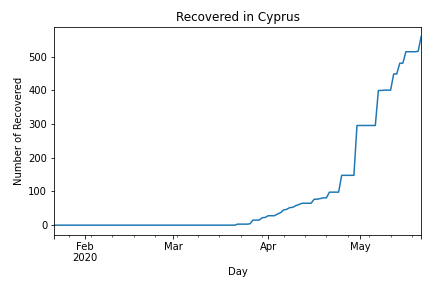 Recovered in Cyprus
Number of Recovered
500
400
300
200
100
0
Feb
2020
Mar
Apr
May
Day